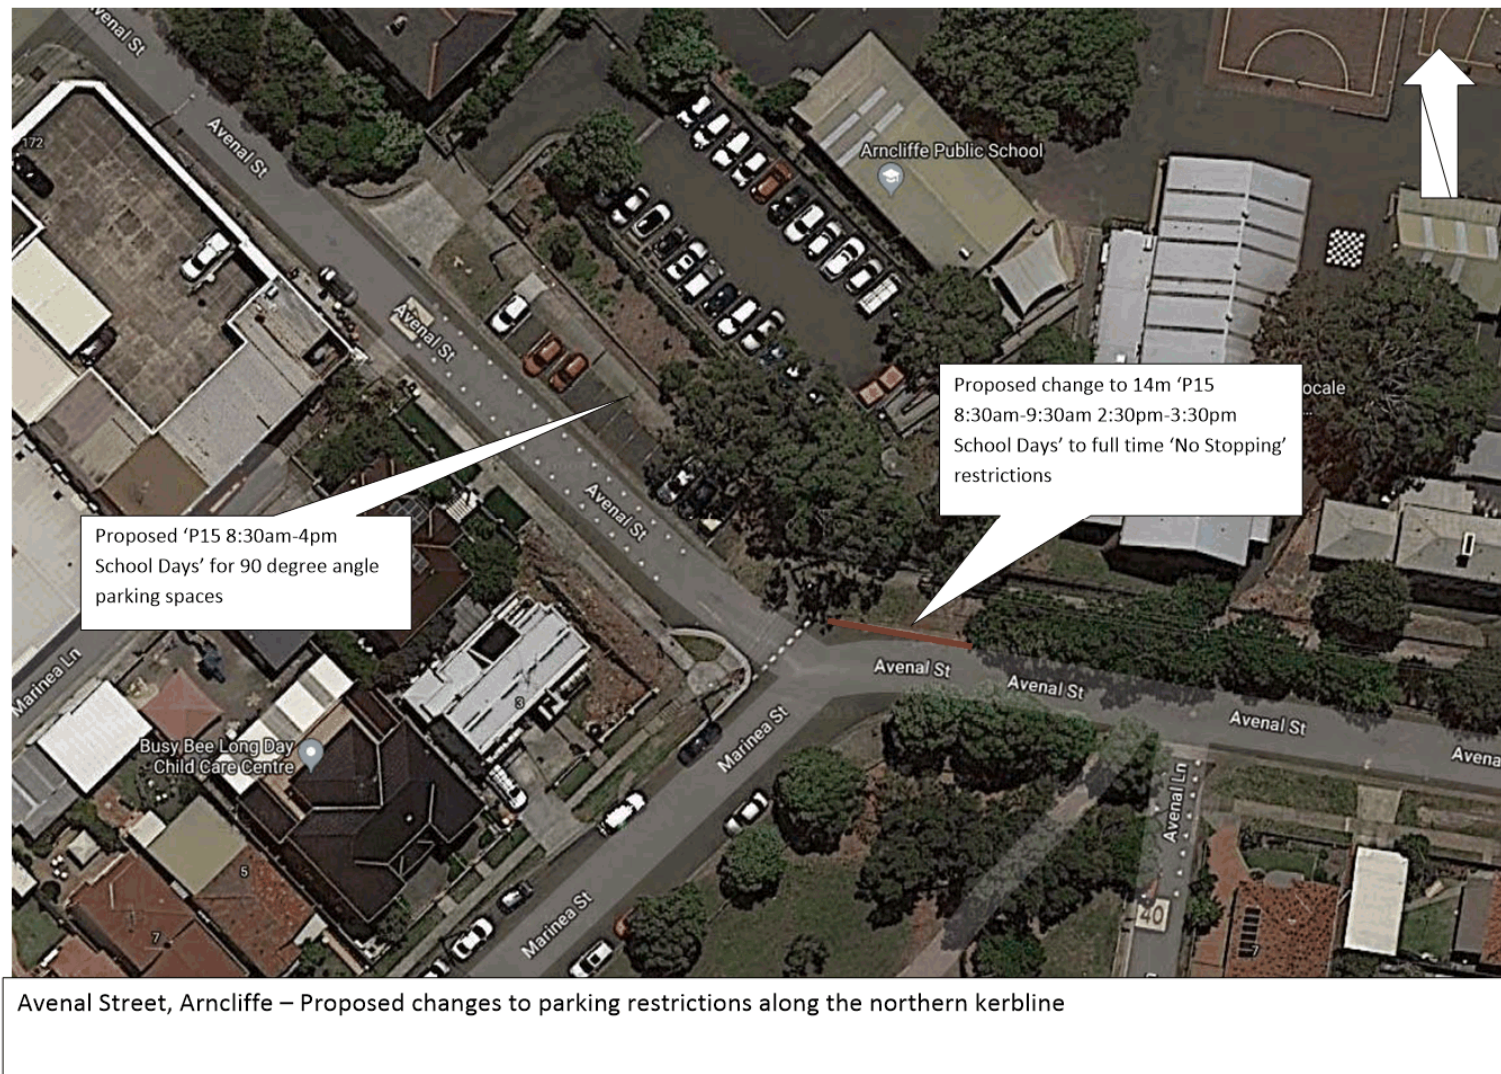 Avenal St
172
Avenal St
Arncliffe Public School
Avenal St
Proposed change to 14m ‘P15
8:30am-9:30am 2:30pm-3:30pm
School Days’ to full time ‘No Stopping’
restrictions
ocale
...
Avenal St
Proposed ‘P15 8:30am-4pm
School Days’ for 90 degree angle
parking spaces
Marinea Ln
Avenal St
Avenal St
Avenal St
Avena
3
Marinea St
Busy Bee Long Day
Child Care Centre
Avenal Ln
5
40
Marinea St
7
7
Avenal Street, Arncliffe – Proposed changes to parking restrictions along the northern kerbline